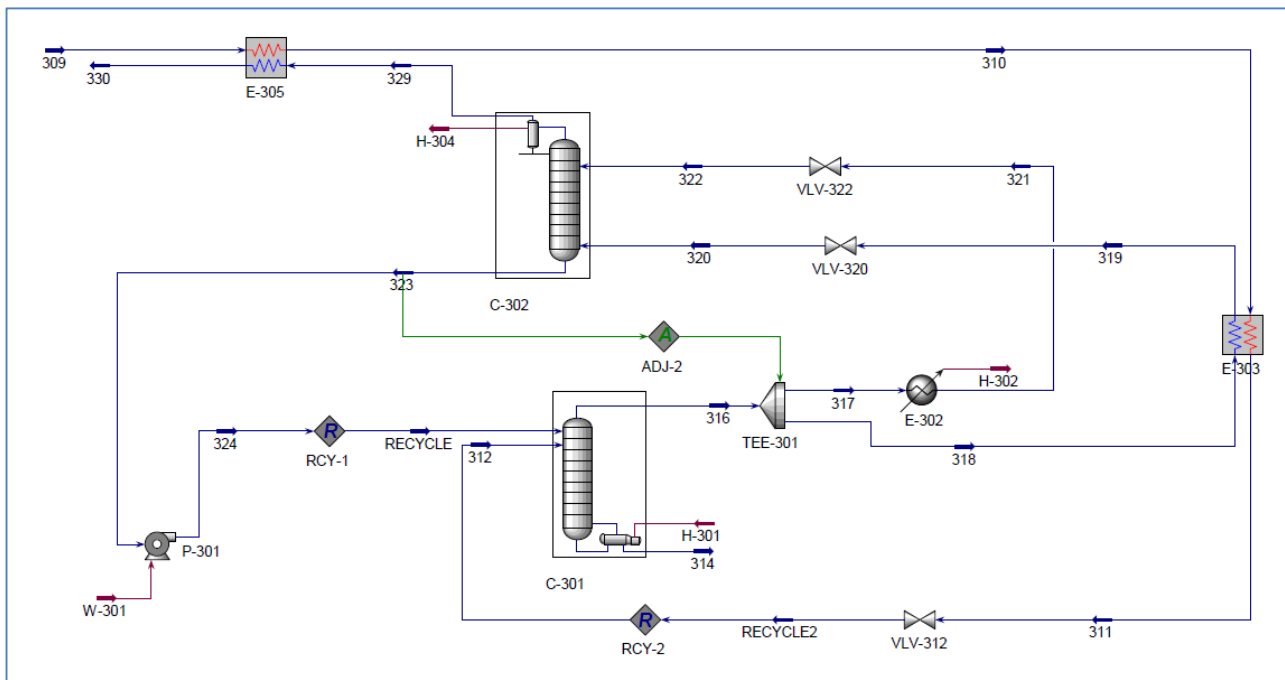 309
310
330
329
E-305
H-304
322
VLV-322
321
320
VLV-320
319
323
C-302
A
ADJ-2
E-303
H-302
317
E-302
316
TEE-301
318
324
R
RCY-1
RECYCLE
312
P-301
H-301
314
C-301
W-301
R
RCY-2
RECYCLE2
VLV-312
311